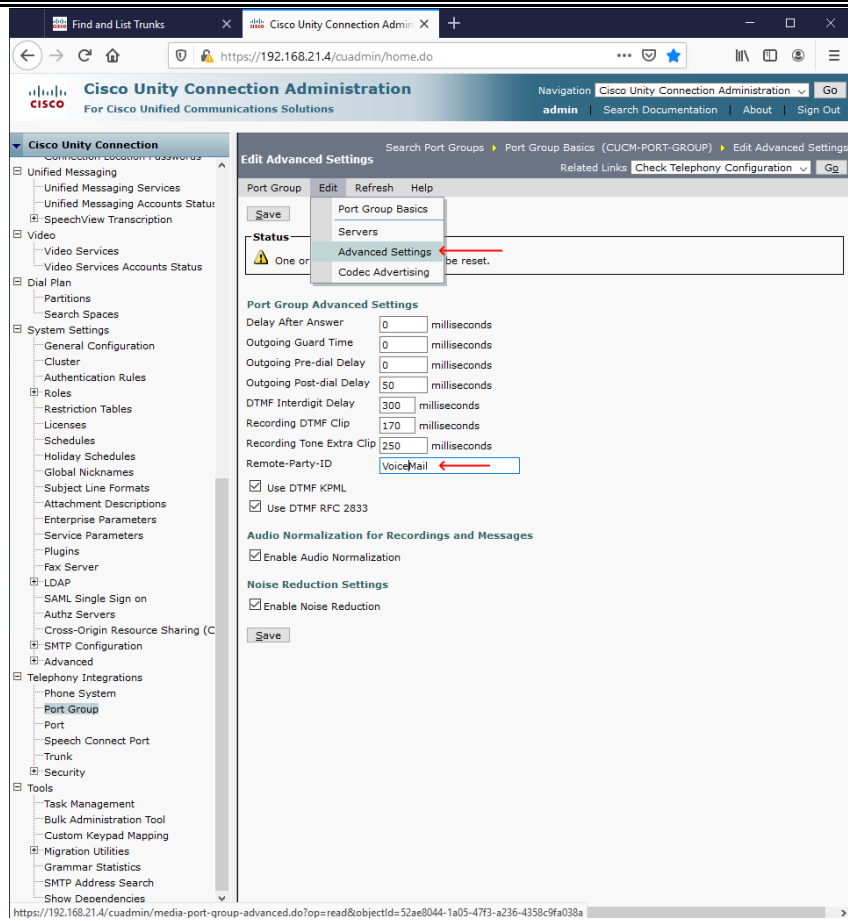 Find and List Trunks
Cisco Unity Connection Admin
https://192.168.21.4/cuadmin/home.do
CISCO
Cisco Unity Connection Administration
For Cisco Unified Communications Solutions
Navigation Cisco Unity Connection Administration Go
admin | Search Documentation | About | Sign Out
Cisco Unity Connection
Connection Location Passwords
Unified Messaging
Unified Messaging Services
Unified Messaging Accounts Status
SpeechView Transcription
Video
Video Services
Video Services Accounts Status
Dial Plan
Partitions
Search Spaces
System Settings
General Configuration
Cluster
Authentication Rules
Roles
Restriction Tables
Licenses
Schedules
Holiday Schedules
Global Nicknames
Subject Line Formats
Attachment Descriptions
Enterprise Parameters
Service Parameters
Plugins
Fax Server
LDAP
SAML Single Sign on
Authz Servers
Cross-Origin Resource Sharing (C
SMTP Configuration
Advanced
Telephony Integrations
Phone System
Port Group
Port
Speech Connect Port
Trunk
Security
Tools
Task Management
Bulk Administration Tool
Custom Keypad Mapping
Migration Utilities
Grammar Statistics
SMTP Address Search
Show Dependencies
Search Port Groups Port Group Basics (CUCM-PORT-GROUP) Edit Advanced Settings
Edit Advanced Settings
Related Links Check Telephony Configuration Go
Port Group Edit Refresh Help
Port Group Basics
Servers
Advanced Settings
Codec Advertising
Save
Status
One or be reset.
Port Group Advanced Settings
Delay After Answer 0 milliseconds
Outgoing Guard Time 0 milliseconds
Outgoing Pre-dial Delay 0 milliseconds
Outgoing Post-dial Delay 50 milliseconds
DTMF Interdigit Delay 300 milliseconds
Recording DTMF Clip 170 milliseconds
Recording Tone Extra Clip 250 milliseconds
Remote-Party-ID VoiceMail
Use DTMF KPML
Use DTMF RFC 2833
Audio Normalization for Recordings and Messages
Enable Audio Normalization
Noise Reduction Settings
Enable Noise Reduction
Save
https://192.168.21.4/cuadmin/media-port-group-advanced.do?op=read&objectId=52ae8044-1a05-47f3-a236-4358c9fa038a